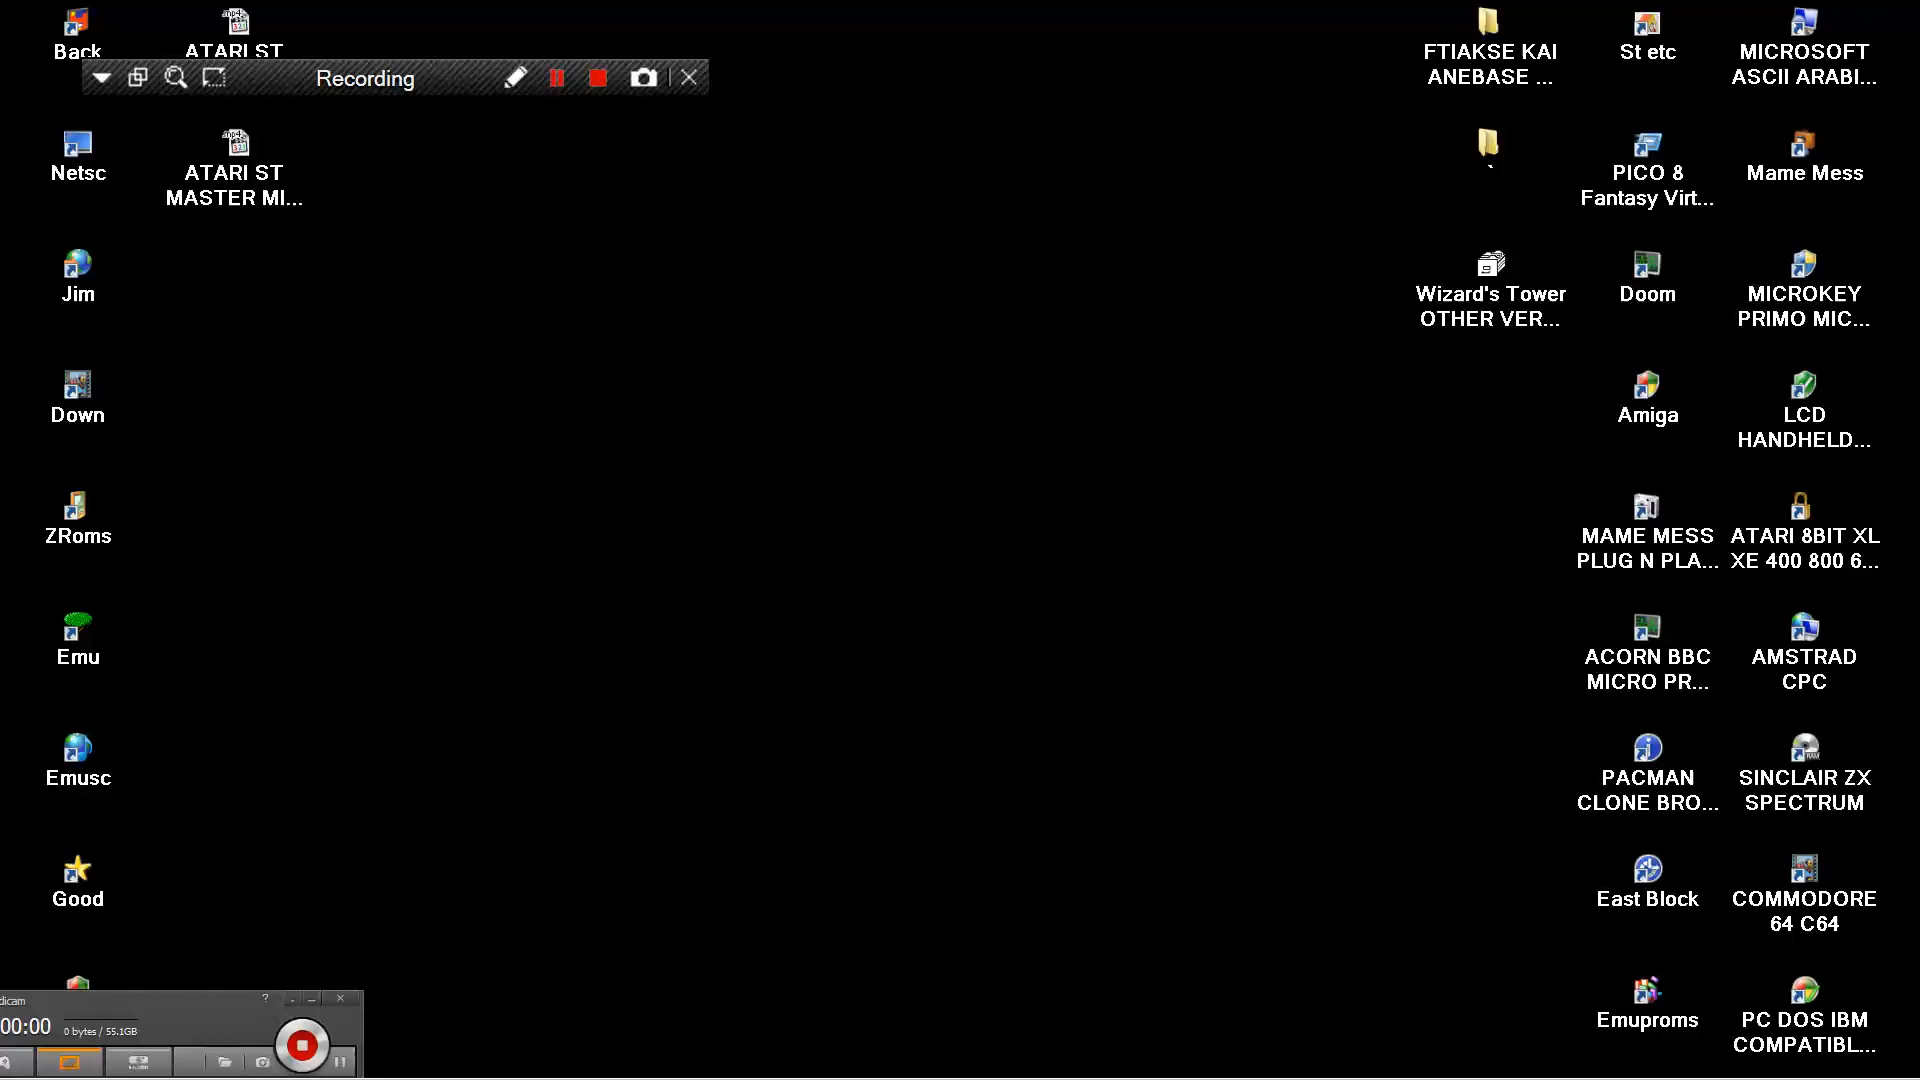 Back
ATARI ST
Recording
Netsc
ATARI ST
MASTER MI...
Jim
Down
ZRoms
Emu
Emusc
Good
FTIAKSE KAI
ANEBASE ...
`
Wizard's Tower
OTHER VER...
St etc
PICO 8
Fantasy Virt...
Doom
Amiga
MAME MESS
PLUG N PLA...
ACORN BBC
MICRO PR...
PACMAN
CLONE BRO...
East Block
Emuproms
MICROSOFT
ASCII ARABI...
Mame Mess
MICROKEY
PRIMO MIC...
LCD
HANDHELD...
ATARI 8BIT XL
XE 400 800 6...
AMSTRAD
CPC
SINCLAIR ZX
SPECTRUM
COMMODORE
64 C64
PC DOS IBM
COMPATIBL...
dicam
?
00:00
0 bytes / 55.1GB